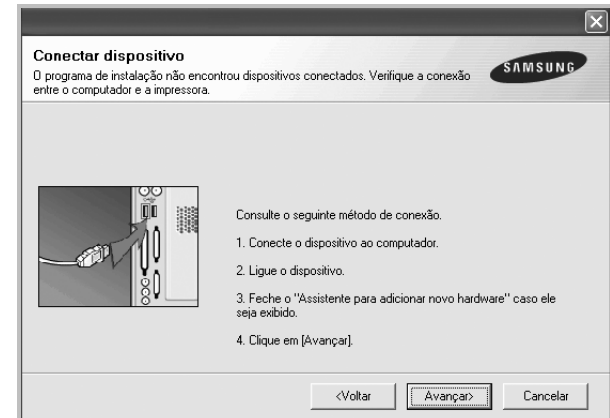 Conectar dispositivo
O programa de instalação não encontrou dispositivos conectados. Verifique a conexão
entre o computador e a impressora.
SAMSUNG
Consulte o seguinte método de conexão.
1. Conecte o dispositivo ao computador.
2. Ligue o dispositivo.
3. Feche o "Assistente para adicionar novo hardware" caso ele
seja exibido.
4. Clique em [Avançar].
<Voltar
Avançar>
Cancelar